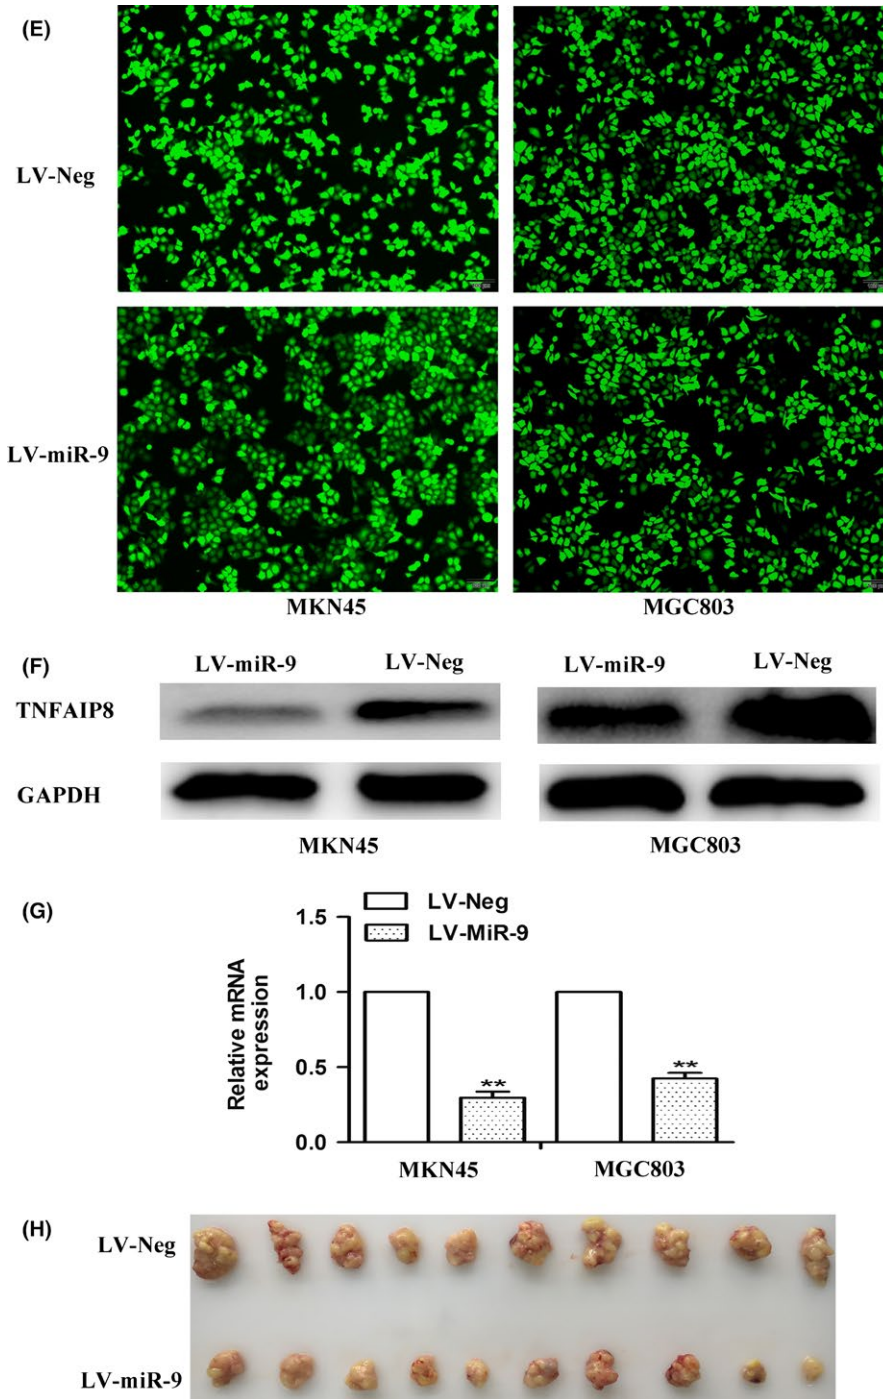 (E)
LV-Neg
LV-miR-9
MKN45 MGC803
(F)
LV-miR-9 LV-Neg LV-miR-9 LV-Neg
TNFAIP8
GAPDH
MKN45 MGC803
(G)
LV-Neg
LV-MiR-9
Relative mRNA
expression
1.5
1.0
0.5
0.0
** **
MKN45 MGC803
(H)
LV-Neg
LV-miR-9